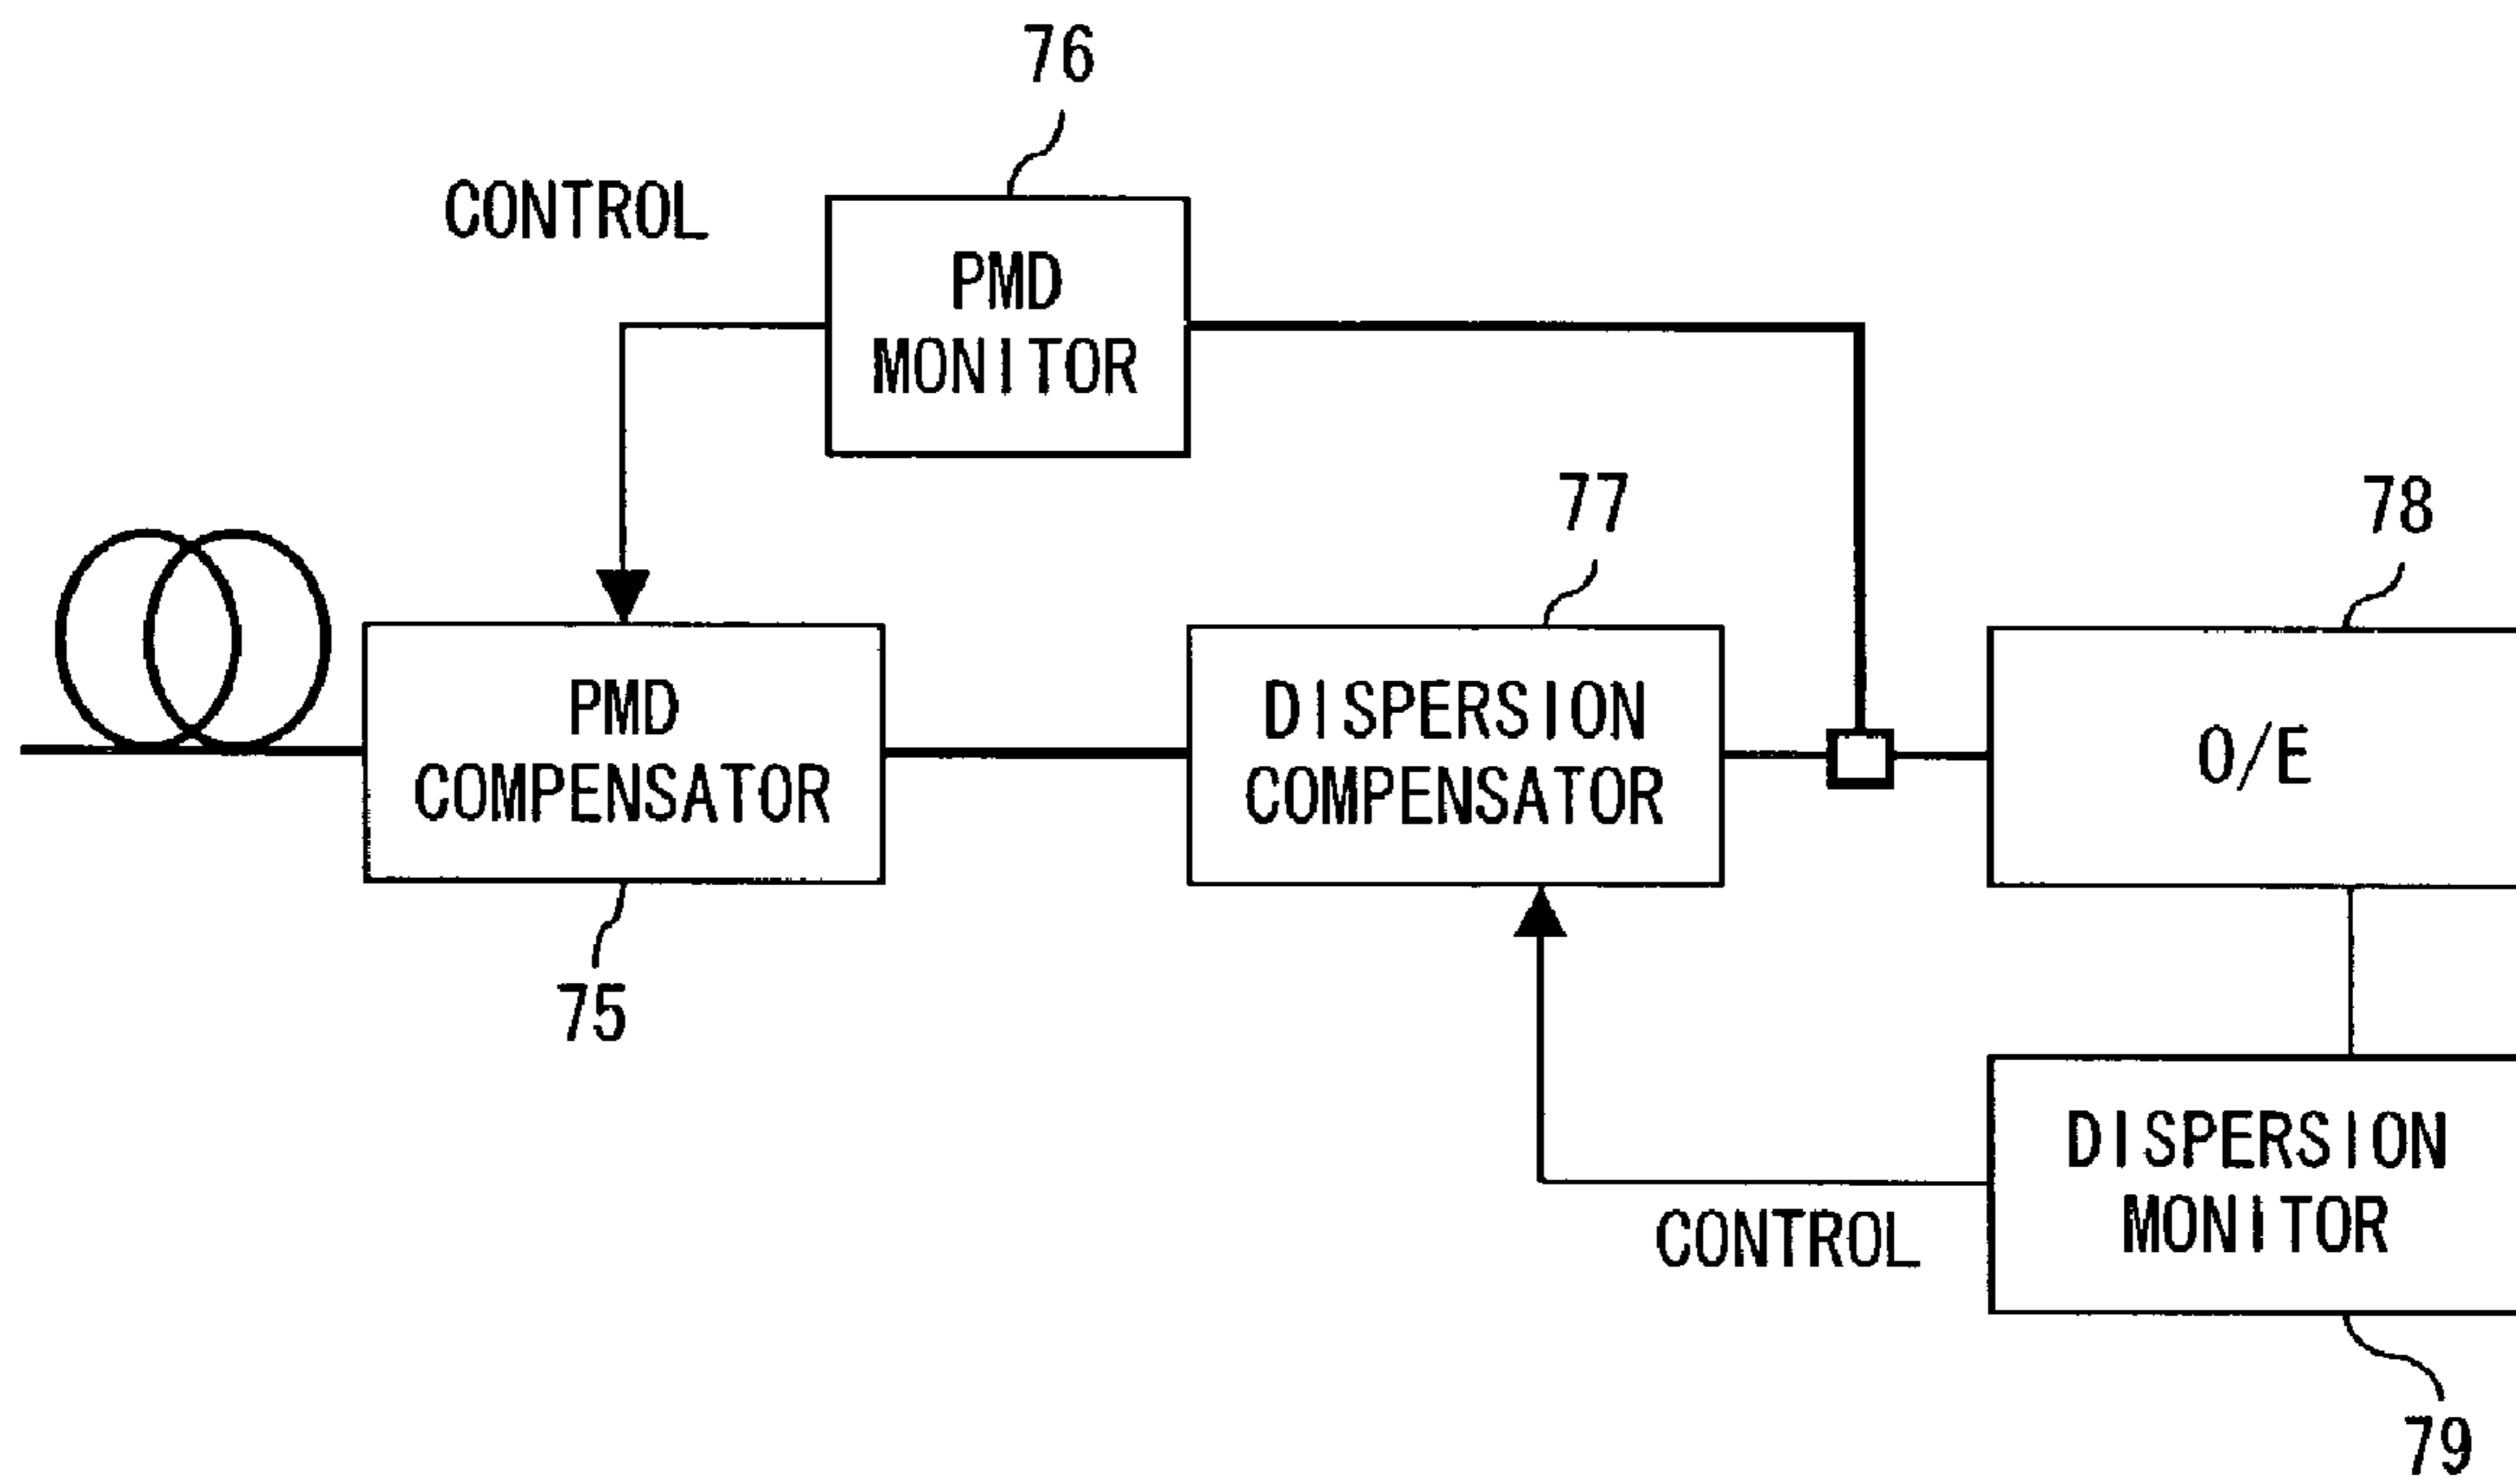 76
CONTROL
PMD
MONITOR
77
78
PMD
COMPENSATOR
DISPERSION
COMPENSATOR
O/E
75
DISPERSION
MONITOR
CONTROL
79